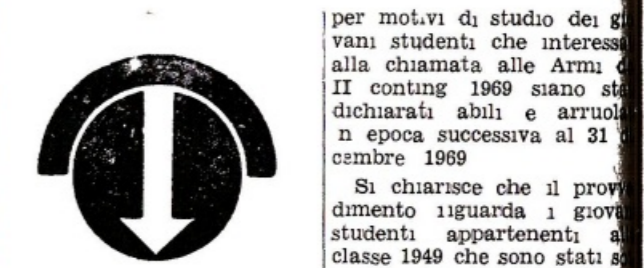 per motivi di studio dei
vani studenti che
alla chiamata alle Armi
II conting 1969 siano
dichiarati abili e
n epoca successiva al 31
cembre 1969
Si chiarisce che il
dimento riguarda i
studenti appartenenti
classe 1949 che sono stati